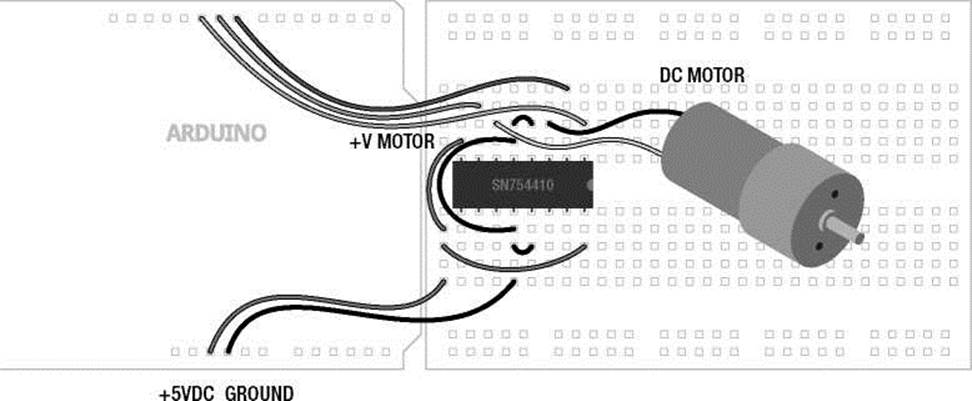 DC MOTOR
ARDUINO
+V MOTOR
SN754410
+5VDC GROUND